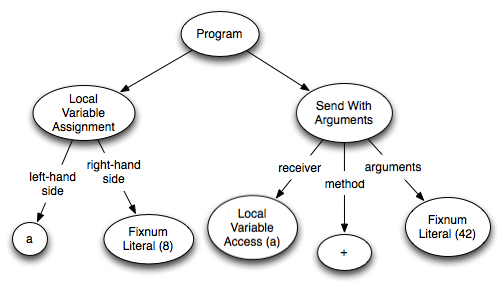 Program
Local
Variable
Assignment
Send With
Arguments
left-hand
side
right-hand
side
receiver
method
arguments
a
Fixnum
Literal (8)
Local
Variable
Access (a)
+
Fixnum
Literal (42)